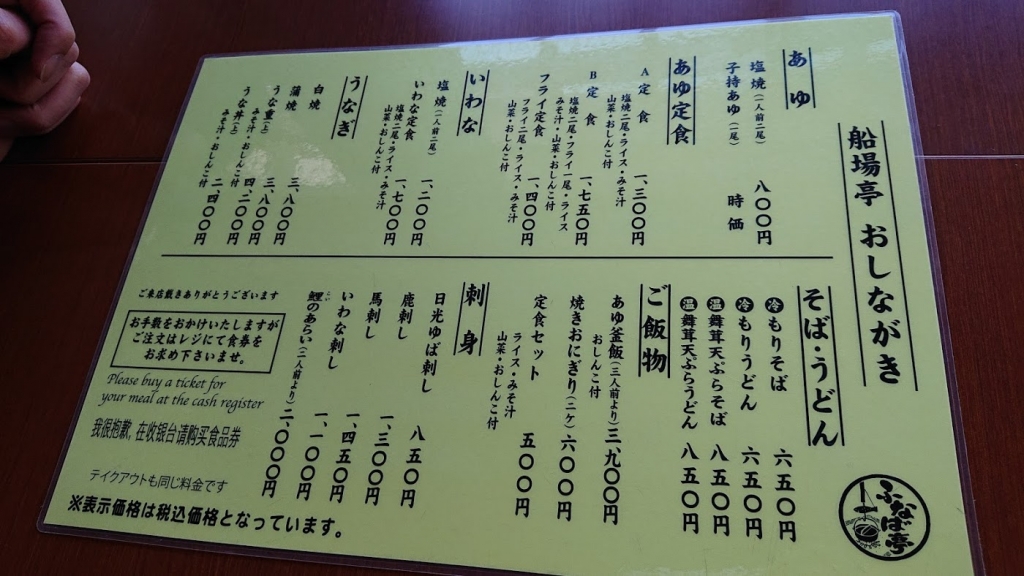 船場亭 おしながき
あゆ
塩焼(一人前二尾) 八〇〇円
子持あゆ(一尾) 時価
あゆ定食
A定食 一、三〇〇円
塩焼一尾・ライス・みそ汁
山菜・おしんこ付
B定食 一、七五〇円
塩焼一尾・フライ一尾・ライス
みそ汁・山菜・おしんこ付
フライ定食 一、四〇〇円
フライ二尾・ライス・みそ汁
山菜・おしんこ付
いわな
塩焼(一人前二尾) 一、二〇〇円
いわな定食 一、七〇〇円
塩焼二尾・ライス・みそ汁
山菜・おしんこ付
うなぎ
白焼
蒲焼 三、八〇〇円
うな重(上) 四、二〇〇円
みそ汁・おしんこ付
うな丼(上) 二、四〇〇円
みそ汁・おしんこ付
そば・うどん
冷 もりそば 六五〇円
冷 もりうどん 六五〇円
温 舞茸天ぷらそば 八五〇円
温 舞茸天ぷらうどん 八五〇円
ご飯物
あゆ釜飯(三人前より) 三、九〇〇円
おしんこ付
焼きおにぎり(二ケ) 六〇〇円
定食セット 五〇〇円
ライス・みそ汁
山菜・おしんこ付
刺身
日光ゆば刺し 八五〇円
鹿刺し 一、三〇〇円
馬刺し 一、四五〇円
いわな刺し 一、一〇〇円
鯉のあらい(二人前より) 二、〇〇〇円
こい
ご来店戴きありがとうございます
お手数をおかけいたしますが
ご注文はレジにて食券を
お求め下さいませ。
Please buy a ticket for
your meal at the cash register
我很抱歉, 在收银台请购买食品券
テイクアウトも同じ料金です
※表示価格は税込価格となっています。
ふなば亭